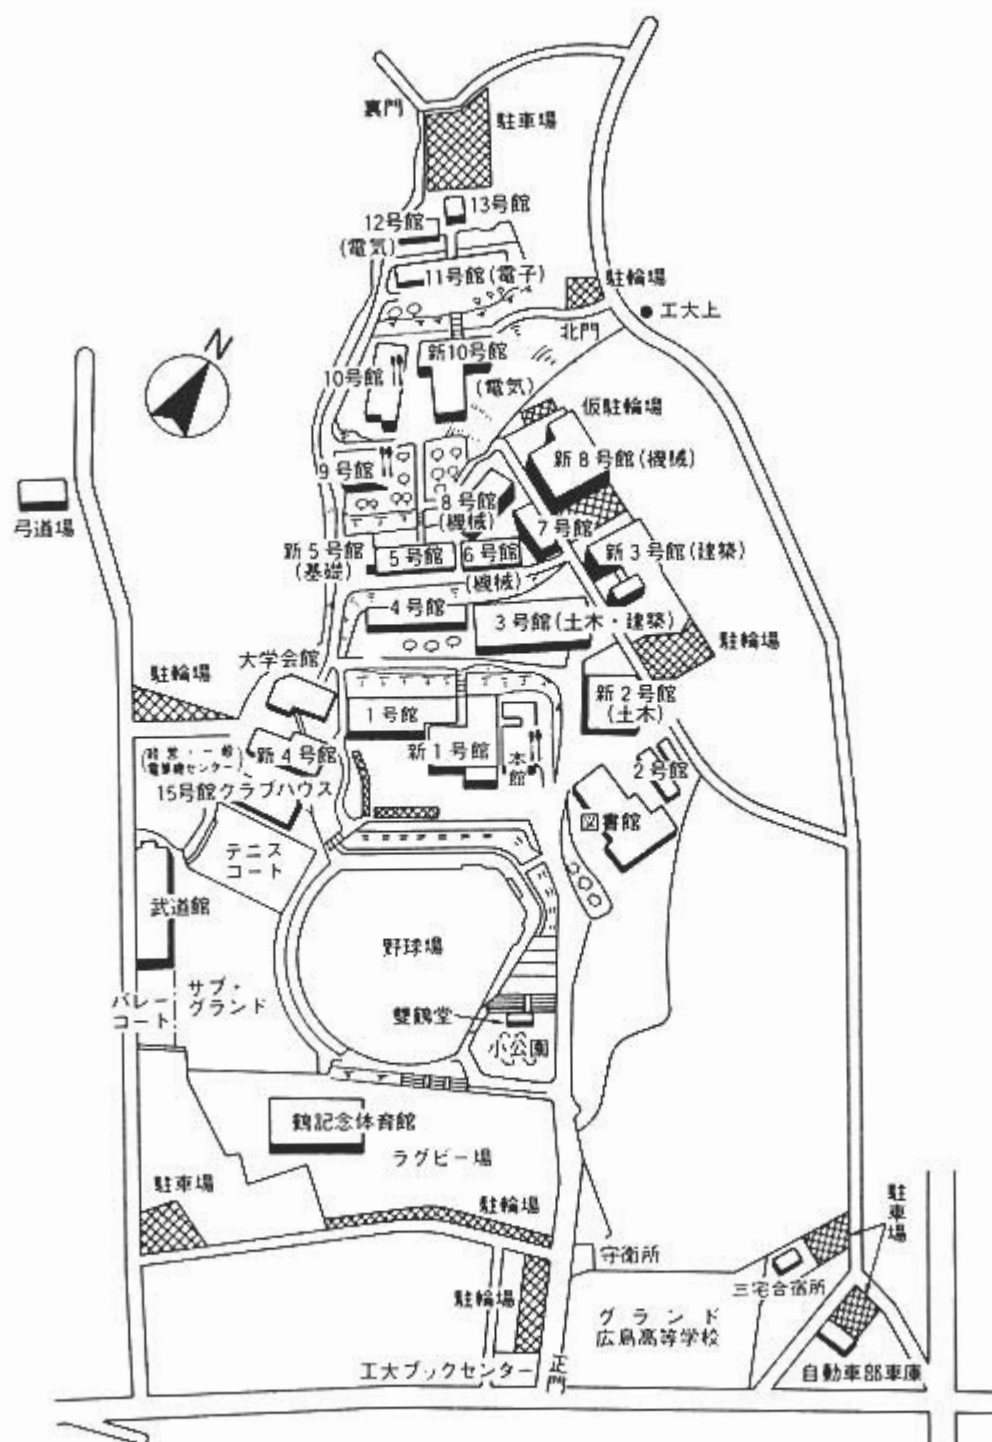 N
裏門
駐車場
13号館
12号館
(電気)
11号館(電子)
駐輪場
工大上
北門
新10号館
(電気)
10号館
仮駐輪場
新8号館(機械)
9号館
8号館
(機械)
7号館
弓道場
新5号館
(基礎)
5号館
6号館
(機械)
新3号館(建築)
4号館
3号館(土木・建築)
駐輪場
大学会館
駐輪場
新2号館
(土木)
1号館
新1号館
本館
新4号館
(経営・一般
電算機センター)
2号館
15号館クラブハウス
図書館
テニス
コート
武道館
野球場
サブ・
グランド
バレー
コート
雙鶴堂
小公園
鶴記念体育館
ラグビー場
駐車場
駐輪場
駐車場
守衛所
三宅合宿所
駐輪場
グランド
広島高等学校
工大ブックセンター
正門
自動車部車庫